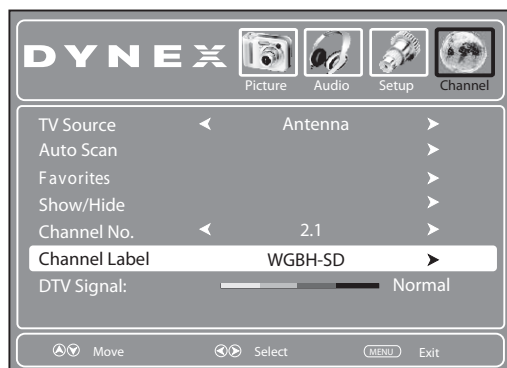 DYNEX
Picture Audio Setup Channel
TV Source Antenna
Auto Scan
Favorites
Show/Hide
Channel No. 2.1
Channel Label WGBH-SD
DTV Signal: Normal
Move Select MENU Exit